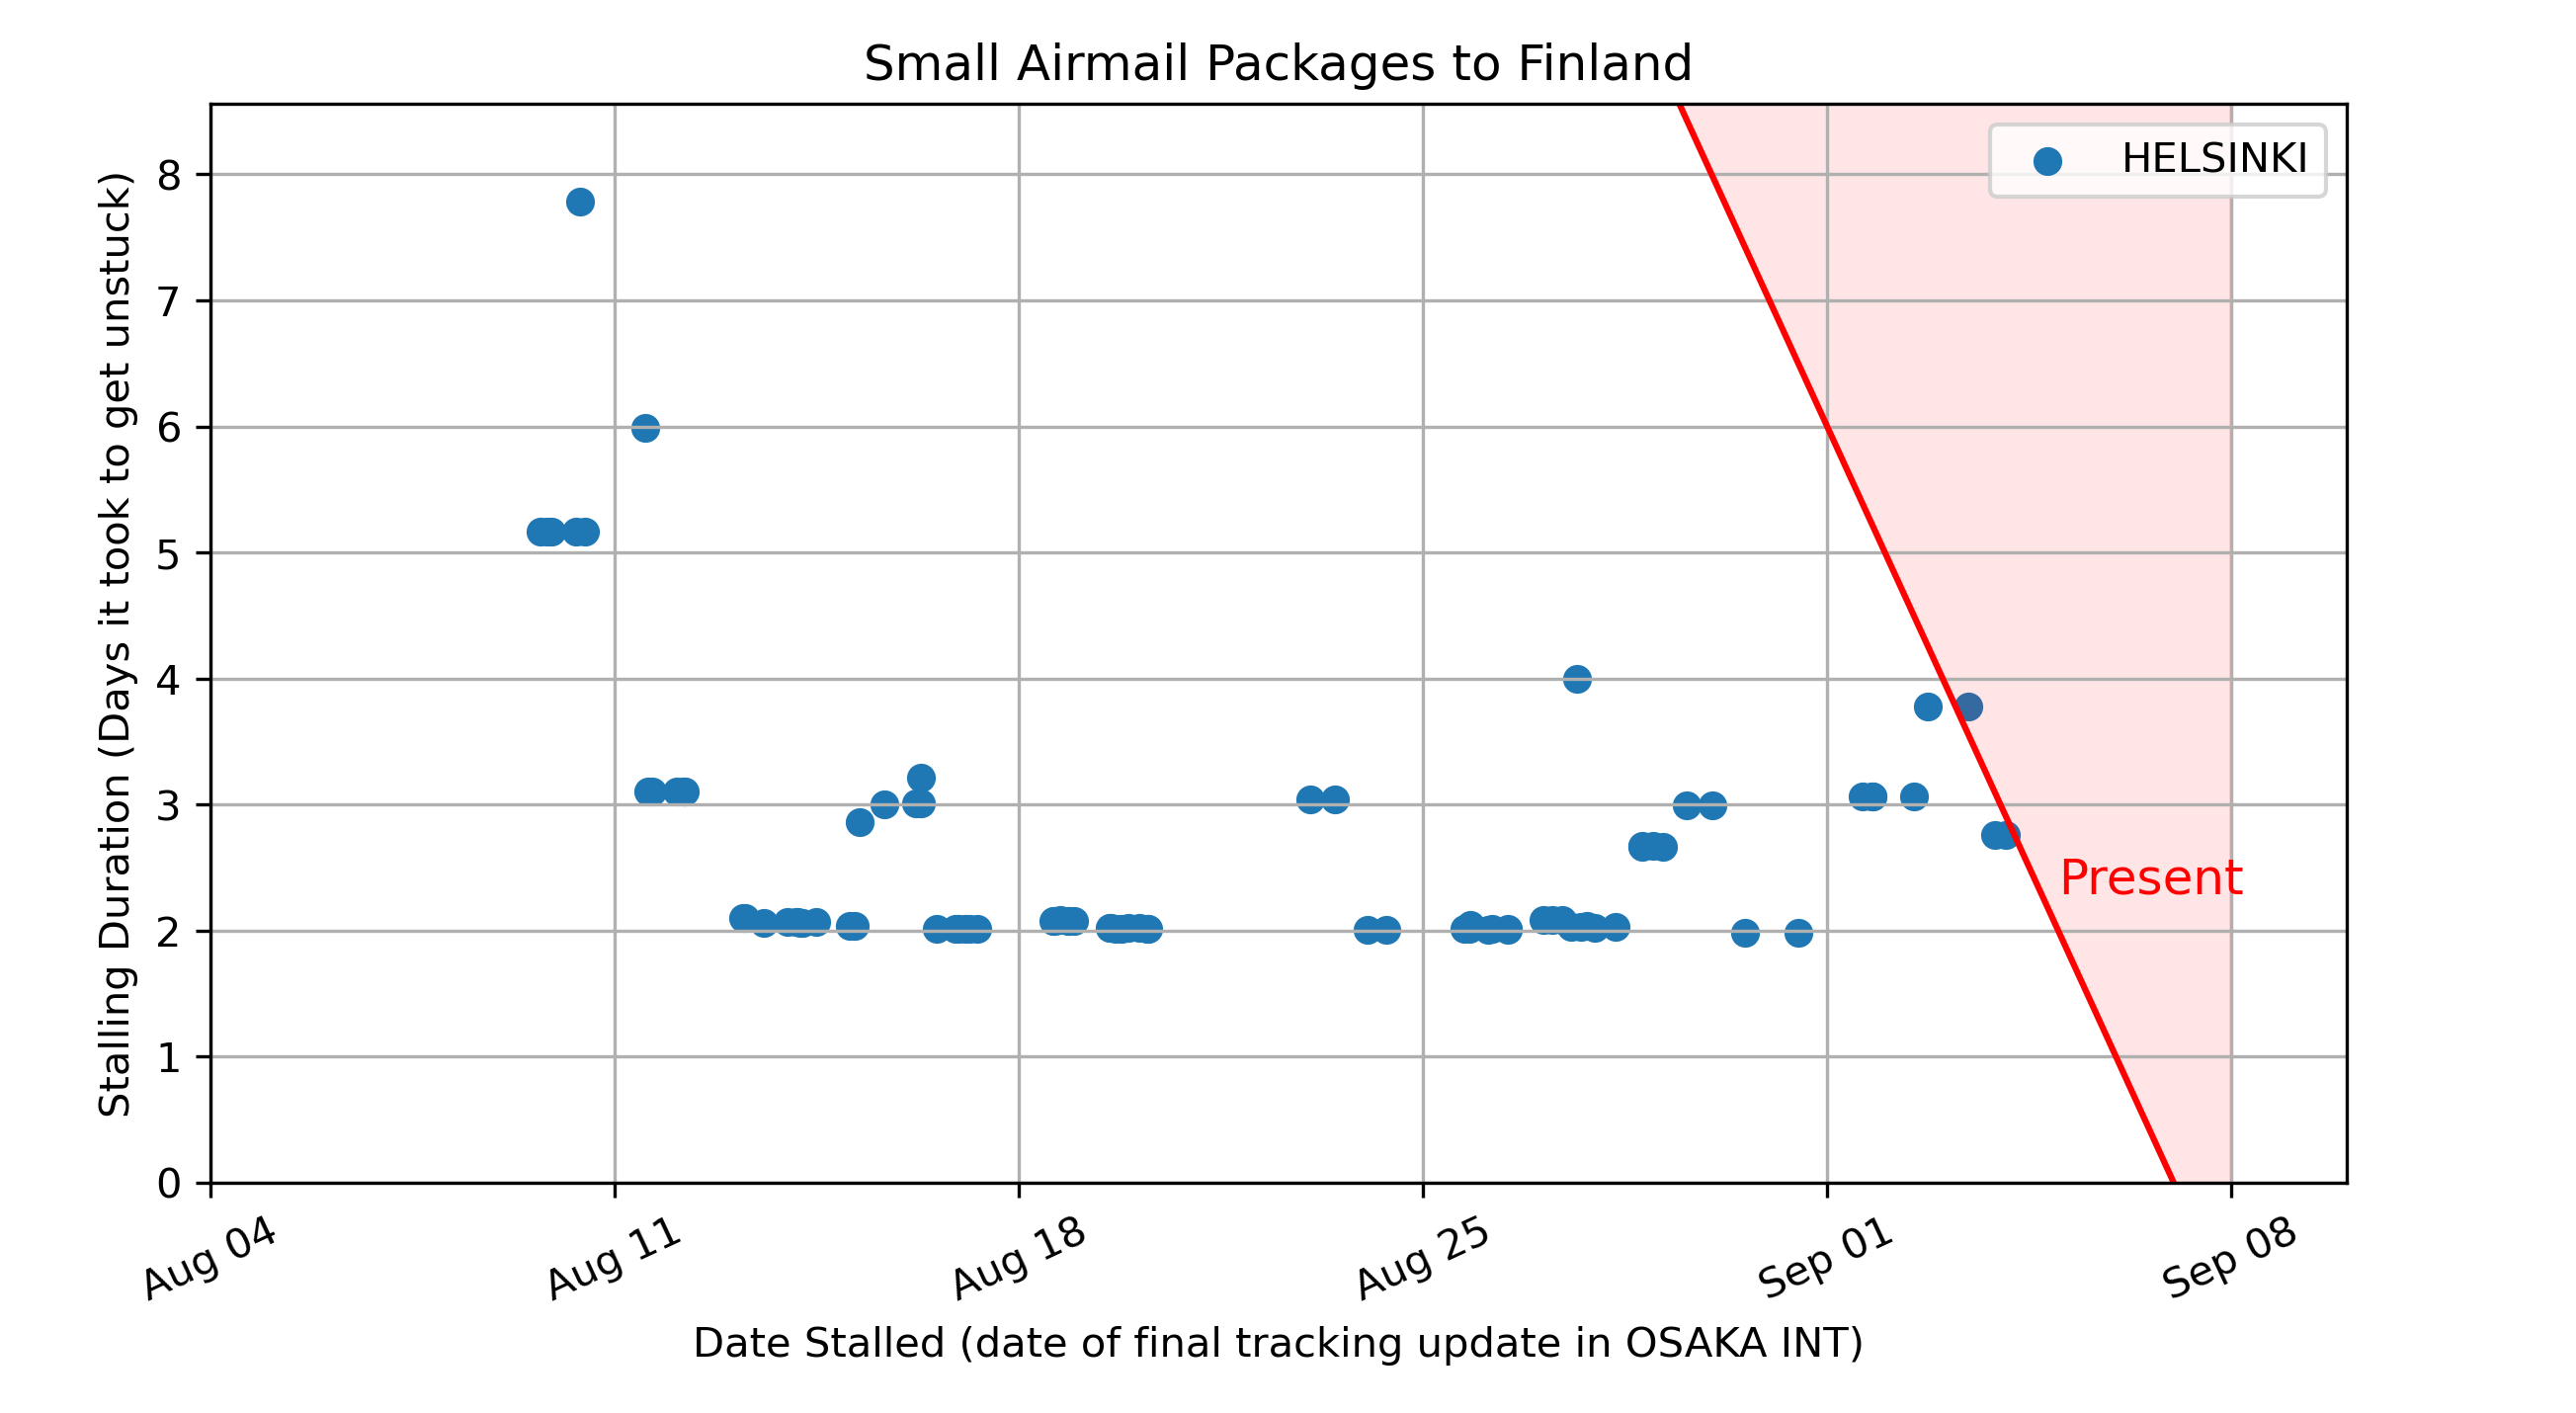 Small Airmail Packages to Finland
HELSINKI
Stalling Duration (Days it took to get unstuck)
8
7
6
5
4
3
2
1
0
Present
Aug 04
Aug 11
Aug 18
Aug 25
Sep 01
Sep 08
Date Stalled (date of final tracking update in OSAKA INT)